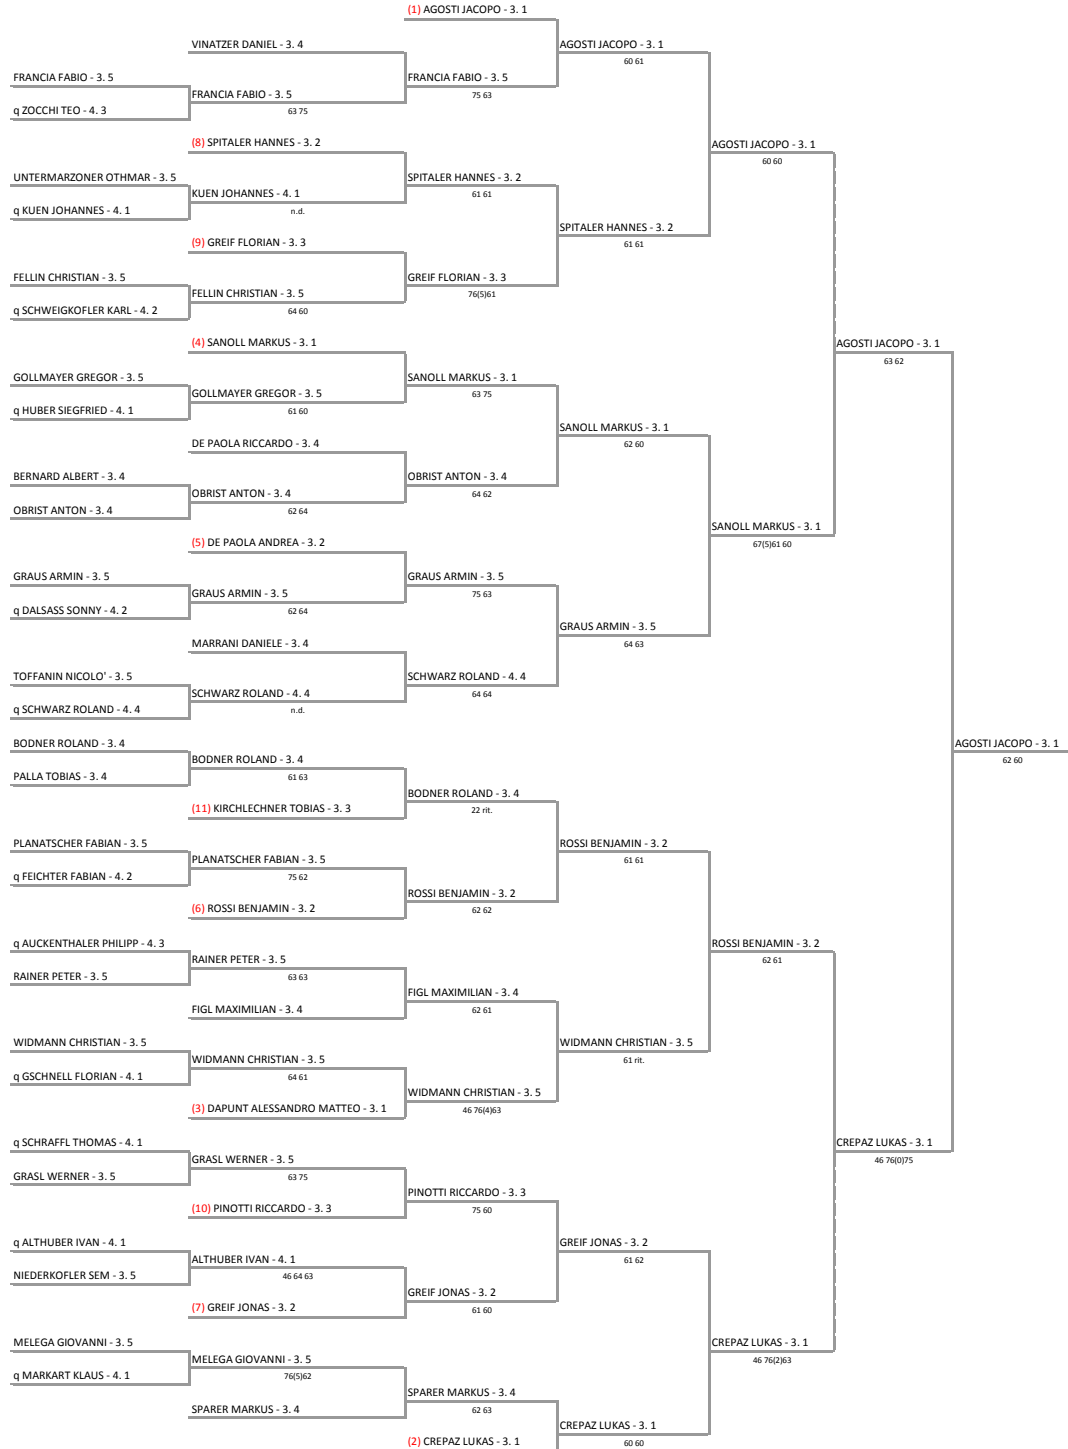 (1) AGOSTI JACOPO - 3. 1
VINATZER DANIEL - 3. 4
AGOSTI JACOPO - 3. 1
60 61
FRANCIA FABIO - 3. 5
FRANCIA FABIO - 3. 5
75 63
FRANCIA FABIO - 3. 5
63 75
q ZOCCHI TEO - 4. 3
(8) SPITALER HANNES - 3. 2
AGOSTI JACOPO - 3. 1
60 60
UNTERMARZONER OTHMAR - 3. 5
SPITALER HANNES - 3. 2
61 61
KUEN JOHANNES - 4. 1
n.d.
q KUEN JOHANNES - 4. 1
SPITALER HANNES - 3. 2
61 61
(9) GREIF FLORIAN - 3. 3
FELLIN CHRISTIAN - 3. 5
GREIF FLORIAN - 3. 3
76(5)61
FELLIN CHRISTIAN - 3. 5
64 60
q SCHWEIGKOFLER KARL - 4. 2
(4) SANOLL MARKUS - 3. 1
AGOSTI JACOPO - 3. 1
63 62
GOLLMAYER GREGOR - 3. 5
SANOLL MARKUS - 3. 1
63 75
GOLLMAYER GREGOR - 3. 5
61 60
q HUBER SIEGFRIED - 4. 1
SANOLL MARKUS - 3. 1
62 60
DE PAOLA RICCARDO - 3. 4
BERNARD ALBERT - 3. 4
OBRIST ANTON - 3. 4
64 62
OBRIST ANTON - 3. 4
62 64
OBRIST ANTON - 3. 4
SANOLL MARKUS - 3. 1
67(5)61 60
(5) DE PAOLA ANDREA - 3. 2
GRAUS ARMIN - 3. 5
GRAUS ARMIN - 3. 5
75 63
GRAUS ARMIN - 3. 5
62 64
q DALSASS SONNY - 4. 2
GRAUS ARMIN - 3. 5
64 63
MARRANI DANIELE - 3. 4
TOFFANIN NICOLO' - 3. 5
SCHWARZ ROLAND - 4. 4
64 64
SCHWARZ ROLAND - 4. 4
n.d.
q SCHWARZ ROLAND - 4. 4
BODNER ROLAND - 3. 4
AGOSTI JACOPO - 3. 1
62 60
BODNER ROLAND - 3. 4
61 63
PALLA TOBIAS - 3. 4
BODNER ROLAND - 3. 4
22 rit.
(11) KIRCHLECHNER TOBIAS - 3. 3
PLANATSCHER FABIAN - 3. 5
ROSSI BENJAMIN - 3. 2
61 61
PLANATSCHER FABIAN - 3. 5
75 62
q FEICHTER FABIAN - 4. 2
ROSSI BENJAMIN - 3. 2
62 62
(6) ROSSI BENJAMIN - 3. 2
q AUCKENTHALER PHILIPP - 4. 3
ROSSI BENJAMIN - 3. 2
62 61
RAINER PETER - 3. 5
63 63
RAINER PETER - 3. 5
FIGL MAXIMILIAN - 3. 4
62 61
FIGL MAXIMILIAN - 3. 4
WIDMANN CHRISTIAN - 3. 5
WIDMANN CHRISTIAN - 3. 5
61 rit.
WIDMANN CHRISTIAN - 3. 5
64 61
q GSCHNELL FLORIAN - 4. 1
WIDMANN CHRISTIAN - 3. 5
46 76(4)63
(3) DAPUNT ALESSANDRO MATTEO - 3. 1
q SCHRAFFL THOMAS - 4. 1
CREPAZ LUKAS - 3. 1
46 76(0)75
GRASL WERNER - 3. 5
63 75
GRASL WERNER - 3. 5
PINOTTI RICCARDO - 3. 3
75 60
(10) PINOTTI RICCARDO - 3. 3
q ALTHUBER IVAN - 4. 1
GREIF JONAS - 3. 2
61 62
ALTHUBER IVAN - 4. 1
46 64 63
NIEDERKOFLER SEM - 3. 5
GREIF JONAS - 3. 2
61 60
(7) GREIF JONAS - 3. 2
MELEGA GIOVANNI - 3. 5
CREPAZ LUKAS - 3. 1
46 76(2)63
MELEGA GIOVANNI - 3. 5
76(5)62
q MARKART KLAUS - 4. 1
SPARER MARKUS - 3. 4
62 63
SPARER MARKUS - 3. 4
CREPAZ LUKAS - 3. 1
60 60
(2) CREPAZ LUKAS - 3. 1